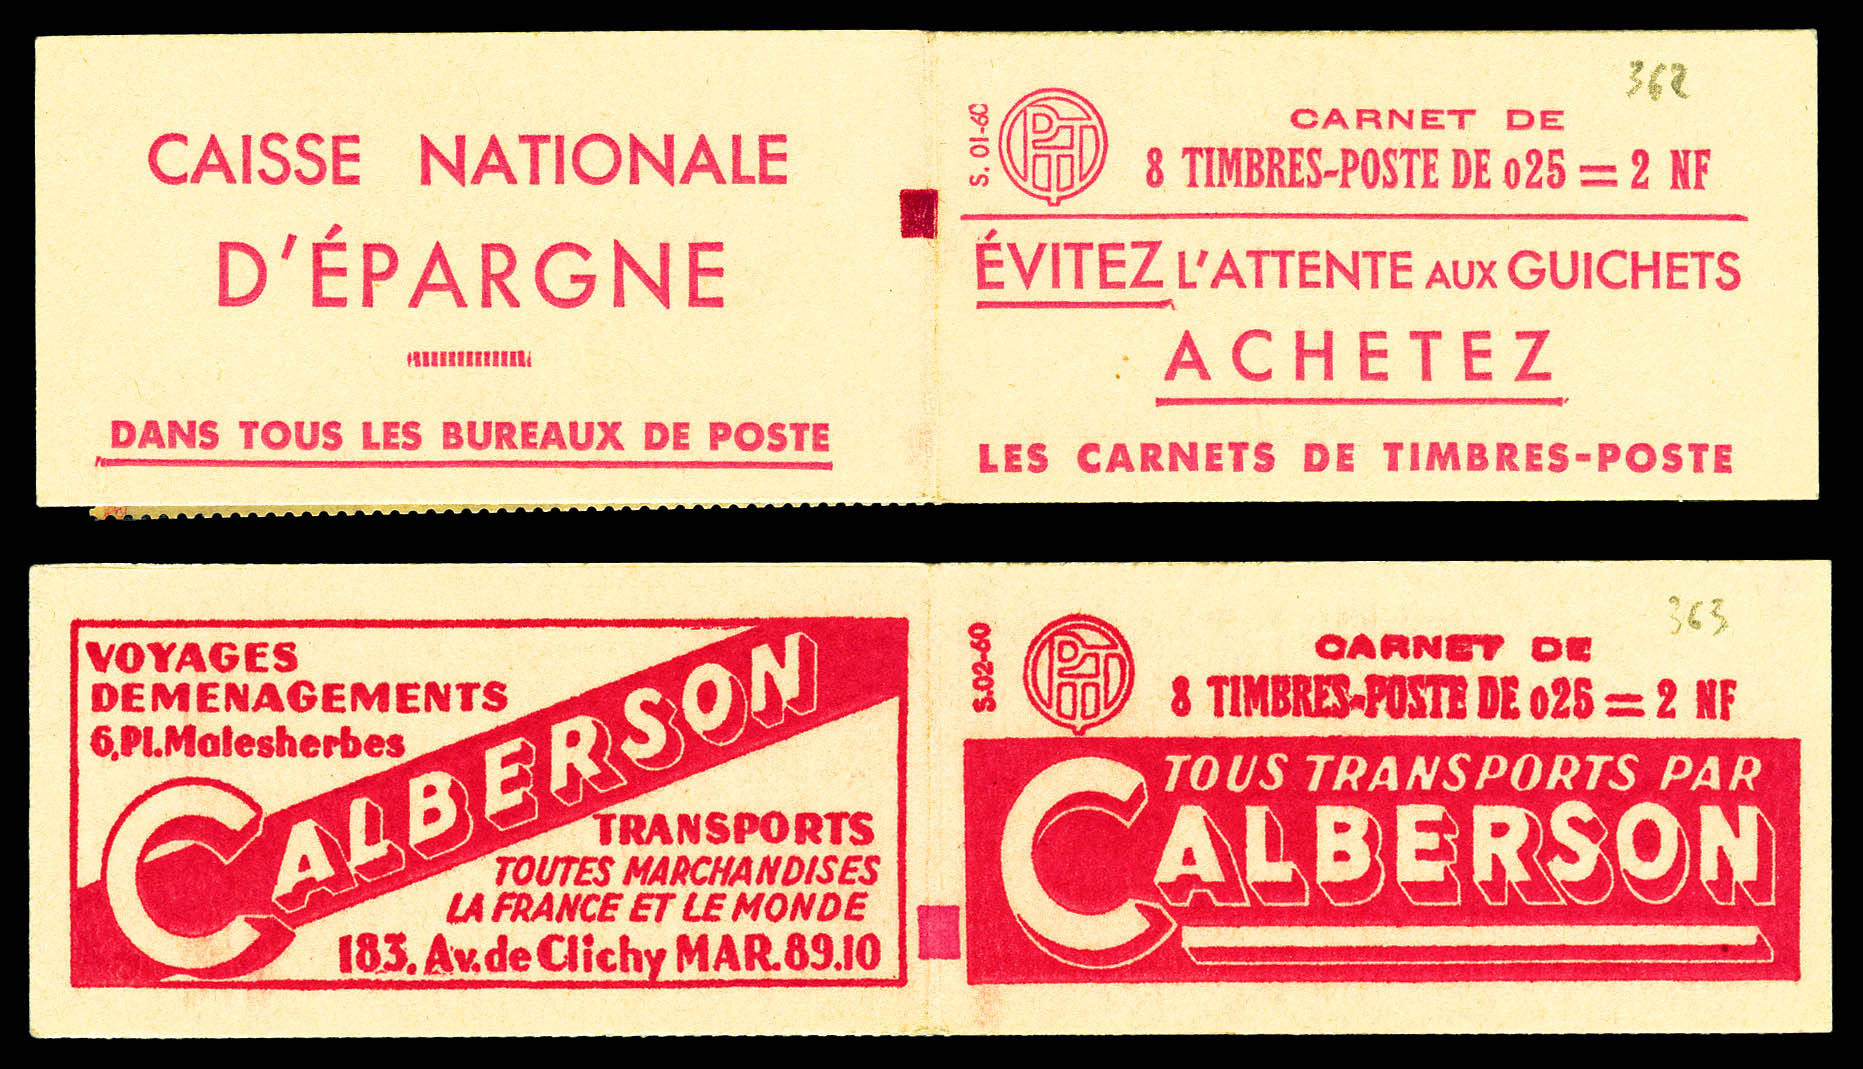 CAISSE NATIONALE
D'ÉPARGNE
DANS TOUS LES BUREAUX DE POSTE
362
S. 01-60
PTT
CARNET DE
8 TIMBRES-POSTE DE 025 = 2 NF
ÉVITEZ L'ATTENTE AUX GUICHETS
ACHETEZ
LES CARNETS DE TIMBRES-POSTE
VOYAGES
DEMENAGEMENTS
6,Pl.Malesherbes
CALBERSON
TRANSPORTS
TOUTES MARCHANDISES
LA FRANCE ET LE MONDE
183. Av. de Clichy MAR.89.10
363
S.02-60
PTT
CARNET DE
8 TIMBRES-POSTE DE 025 = 2 NF
TOUS TRANSPORTS PAR
CALBERSON